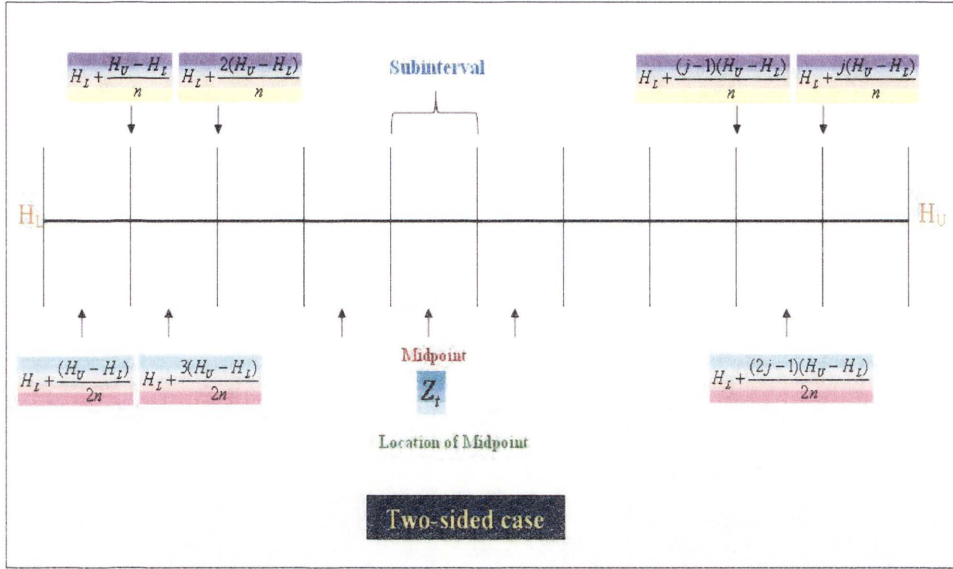 H_L + (H_U − H_L)/n
H_L + 2(H_U − H_L)/n
Subinterval
H_L + (j−1)(H_U − H_L)/n
H_L + j(H_U − H_L)/n
H_L
H_U
H_L + (H_U − H_L)/2n
H_L + 3(H_U − H_L)/2n
Midpoint
Z_t
H_L + (2j−1)(H_U − H_L)/2n
Location of Midpoint
Two-sided case